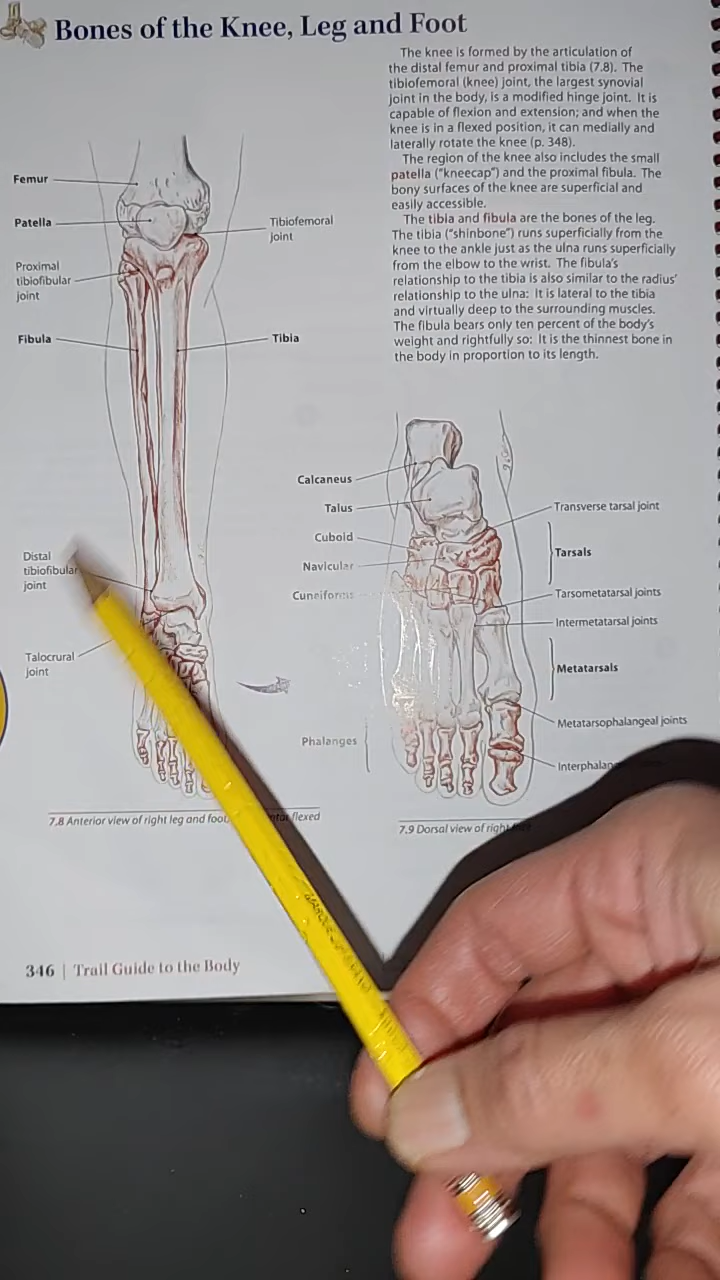 Bones of the Knee, Leg and Foot
The knee is formed by the articulation of
the distal femur and proximal tibia (7.8). The
tibiofemoral (knee) joint, the largest synovial
joint in the body, is a modified hinge joint. It is
capable of flexion and extension; and when the
knee is in a flexed position, it can medially and
laterally rotate the knee (p. 348).
The region of the knee also includes the small
patella (“kneecap”) and the proximal fibula. The
bony surfaces of the knee are superficial and
easily accessible.
The tibia and fibula are the bones of the leg.
The tibia (“shinbone”) runs superficially from the
knee to the ankle just as the ulna runs superficially
from the elbow to the wrist. The fibula’s
relationship to the tibia is also similar to the radius’
relationship to the ulna: It is lateral to the tibia
and virtually deep to the surrounding muscles.
The fibula bears only ten percent of the body’s
weight and rightfully so: It is the thinnest bone in
the body in proportion to its length.
Femur
Patella
Tibiofemoral
joint
Proximal
tibiofibular
joint
Fibula
Tibia
Distal
tibiofibular
joint
Talocrural
joint
7.8 Anterior view of right leg and foot, flexed
Calcaneus
Talus
Cuboid
Navicular
Cuneiforms
Phalanges
Transverse tarsal joint
Tarsals
Tarsometatarsal joints
Intermetatarsal joints
Metatarsals
Metatarsophalangeal joints
Interphalan
7.9 Dorsal view of right
346 | Trail Guide to the Body